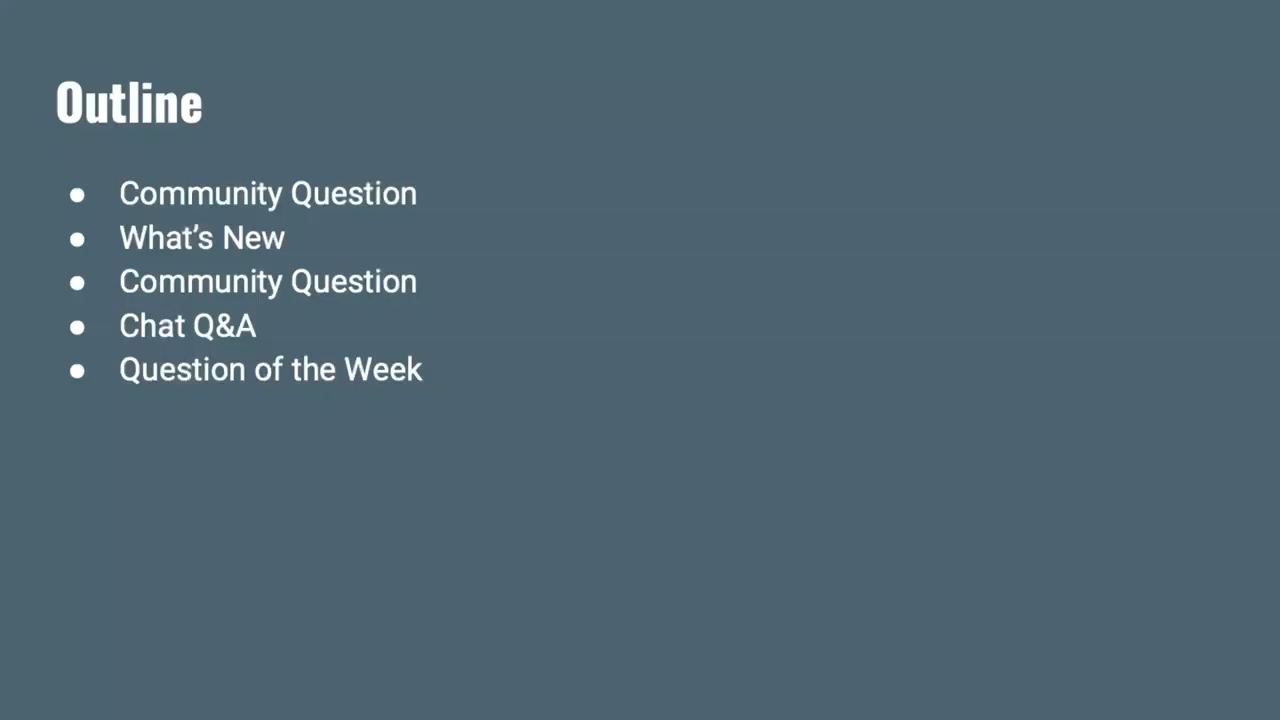 Outline
● Community Question
● What’s New
● Community Question
● Chat Q&A
● Question of the Week